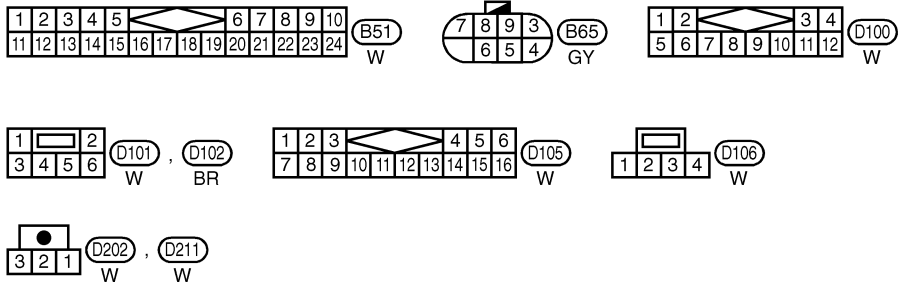 1 2 3 4 5 6 7 8 9 10 B51
11 12 13 14 15 16 17 18 19 20 21 22 23 24 W
7 8 9 3 B65
6 5 4 GY
1 2 3 4 D100
5 6 7 8 9 10 11 12 W
1 2 D101 , D102
3 4 5 6 W BR
1 2 3 4 5 6 D105
7 8 9 10 11 12 13 14 15 16 W
D106
1 2 3 4 W
D202 , D211
3 2 1 W W